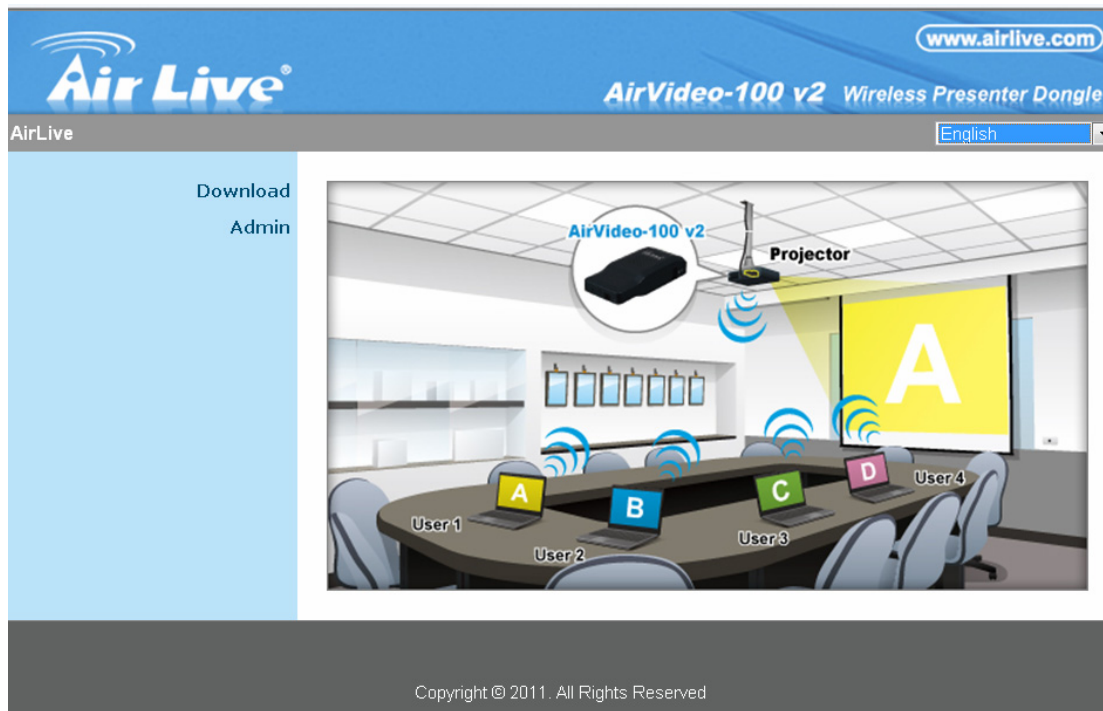 www.airlive.com
Air Live®
AirVideo-100 v2 Wireless Presenter Dongle
AirLive
English
Download
Admin
AirVideo-100 v2
Projector
A
A
B
C
D
User 1
User 2
User 3
User 4
Copyright © 2011. All Rights Reserved